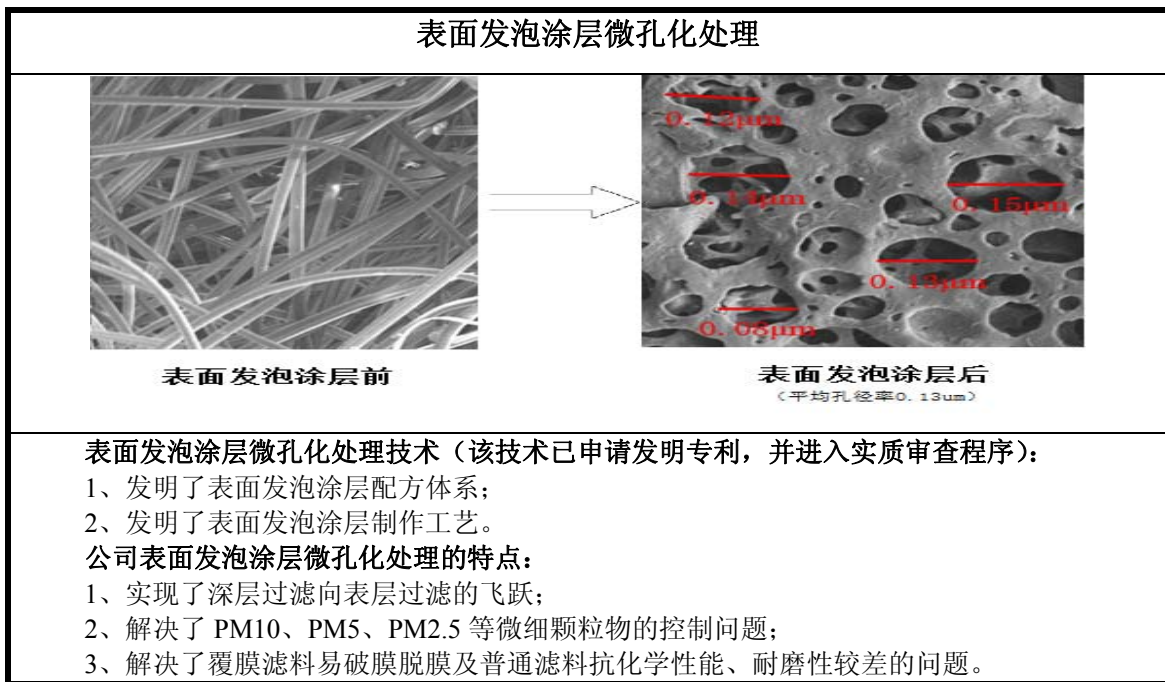 表面发泡涂层微孔化处理
0.12μm
0.14μm
0.15μm
0.13μm
0.08μm
表面发泡涂层前
表面发泡涂层后
（平均孔径率0.13um）
表面发泡涂层微孔化处理技术（该技术已申请发明专利，并进入实质审查程序）：
1、发明了表面发泡涂层配方体系；
2、发明了表面发泡涂层制作工艺。
公司表面发泡涂层微孔化处理的特点：
1、实现了深层过滤向表层过滤的飞跃；
2、解决了 PM10、PM5、PM2.5 等微细颗粒物的控制问题；
3、解决了覆膜滤料易破膜脱膜及普通滤料抗化学性能、耐磨性较差的问题。